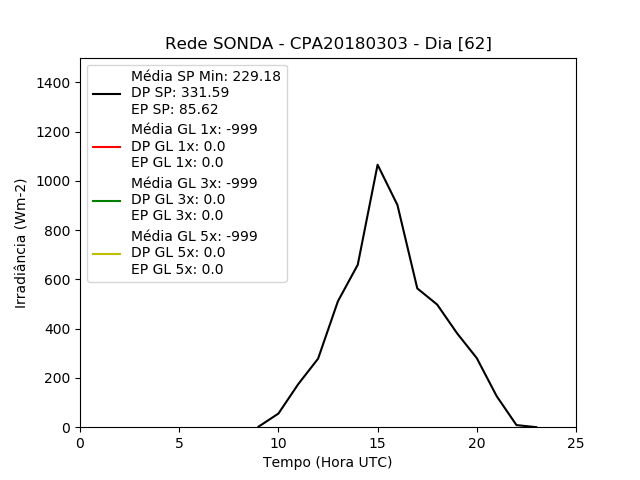 Rede SONDA - CPA20180303 - Dia [62]
Média SP Min: 229.18
DP SP: 331.59
EP SP: 85.62
Média GL 1x: -999
DP GL 1x: 0.0
EP GL 1x: 0.0
Média GL 3x: -999
DP GL 3x: 0.0
EP GL 3x: 0.0
Média GL 5x: -999
DP GL 5x: 0.0
EP GL 5x: 0.0
Irradiância (Wm-2)
1400
1200
1000
800
600
400
200
0
0 5 10 15 20 25
Tempo (Hora UTC)